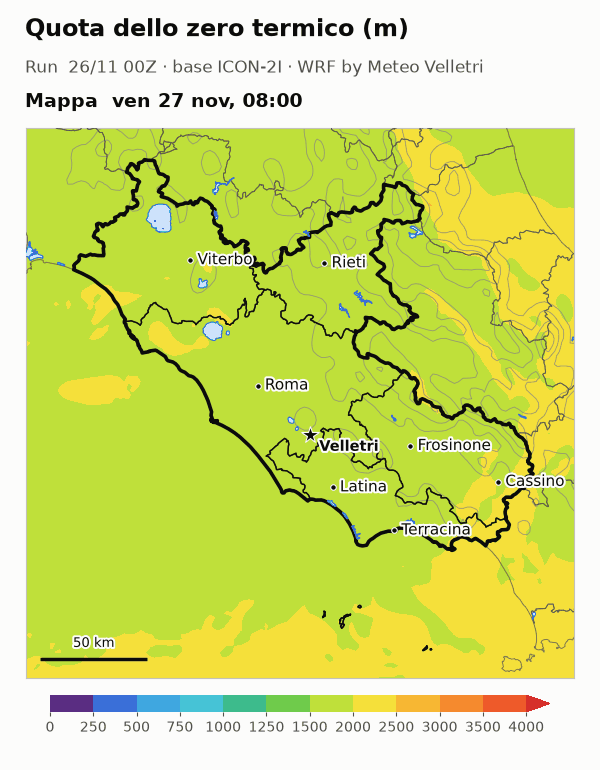 Quota dello zero termico (m)
Run  26/11 00Z · base ICON-2I · WRF by Meteo Velletri
Mappa  ven 27 nov, 08:00
Viterbo
Rieti
Roma
Velletri
Frosinone
Latina
Cassino
Terracina
50 km
0 250 500 750 1000 1250 1500 2000 2500 3000 3500 4000